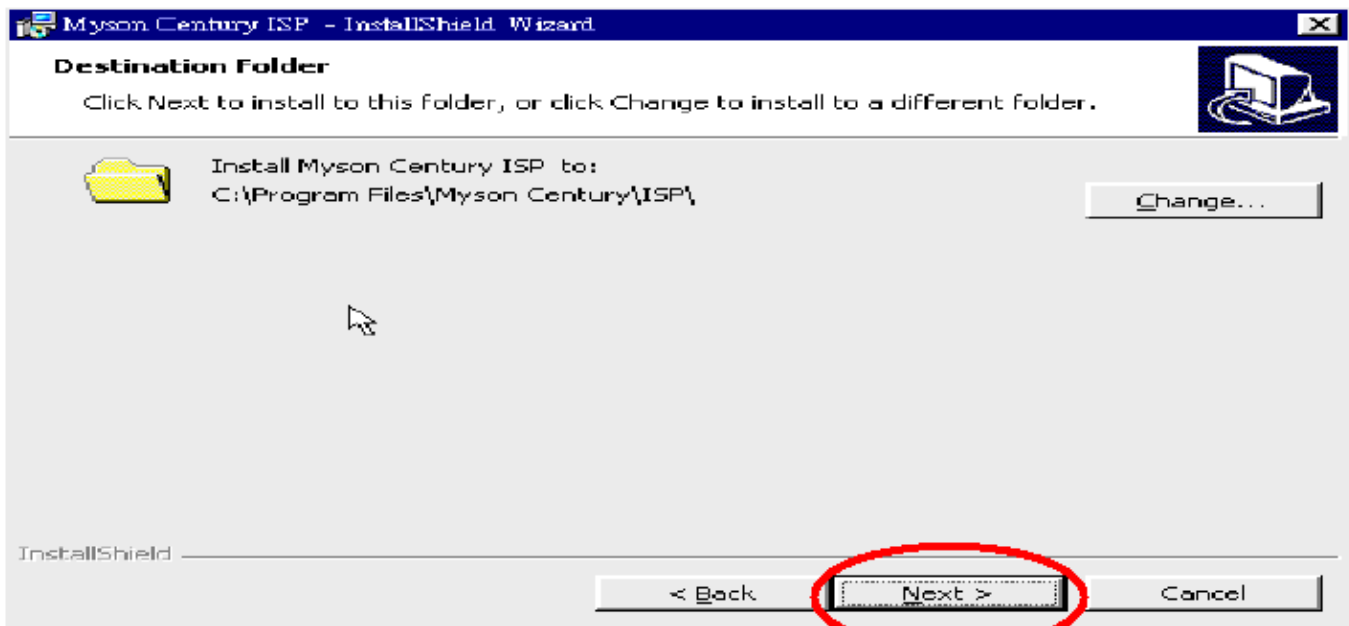 Myson Century ISP - InstallShield Wizard
Destination Folder
Click Next to install to this folder, or click Change to install to a different folder.
Install Myson Century ISP to:
C:\Program Files\Myson Century\ISP\
Change...
InstallShield
< Back
Next >
Cancel